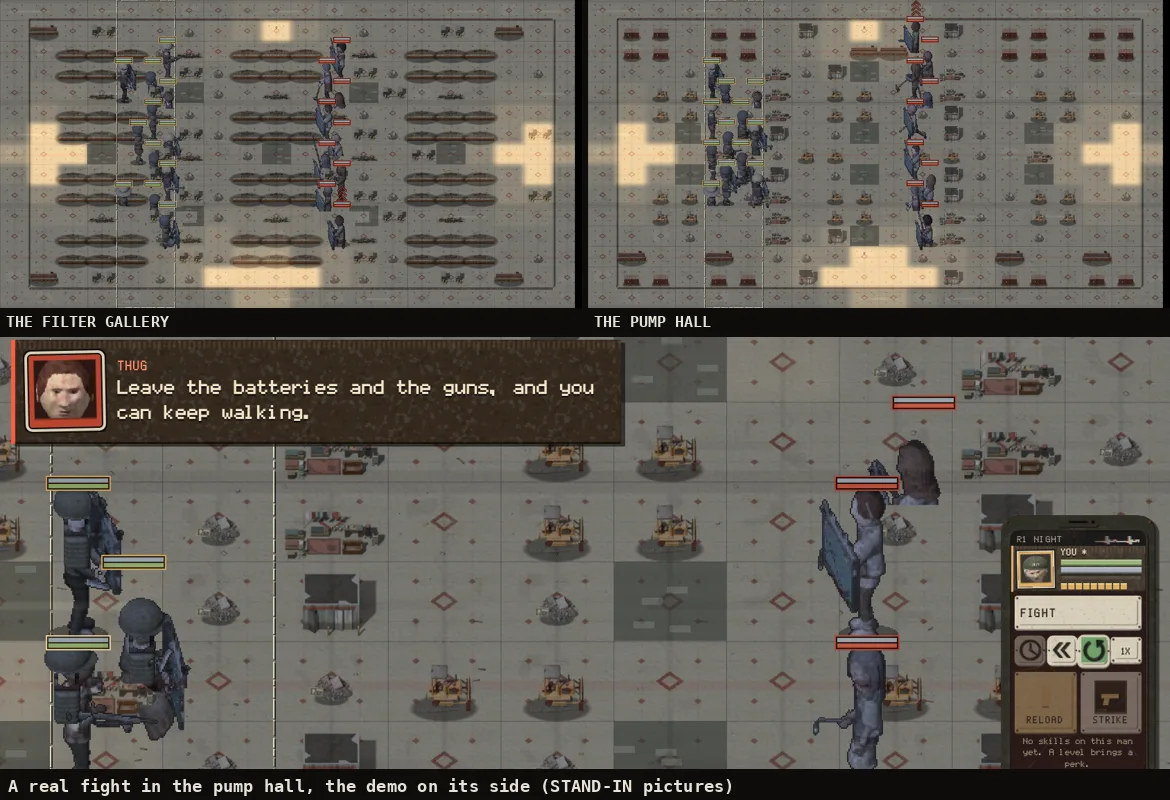 THE FILTER GALLERY
THE PUMP HALL
THUG
Leave the batteries and the guns, and you
can keep walking.
R1 NIGHT
YOU *
FIGHT
1X
RELOAD
STRIKE
No skills on this man
yet. A level brings a
perk.
A real fight in the pump hall, the demo on its side (STAND-IN pictures)